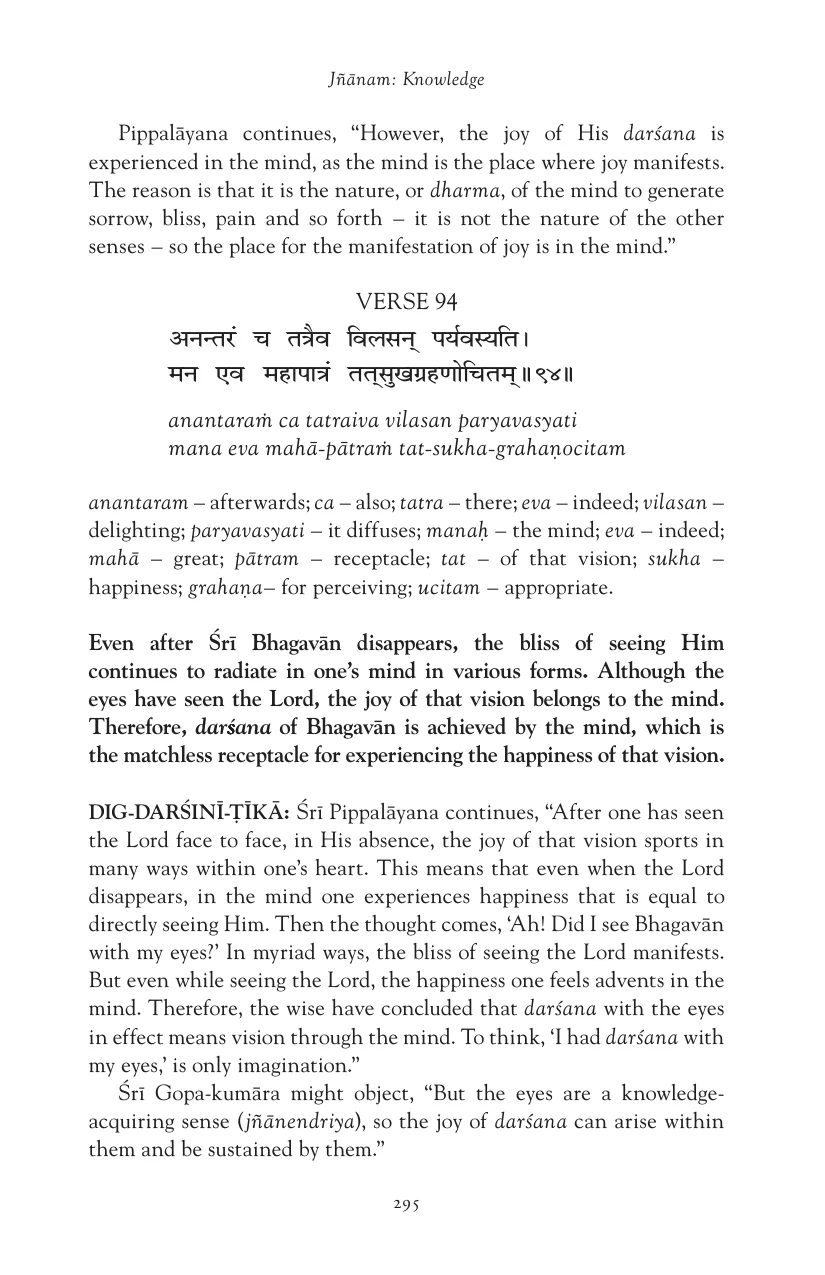 Jñānam: Knowledge
Pippalāyana continues, “However, the joy of His darśana is
experienced in the mind, as the mind is the place where joy manifests.
The reason is that it is the nature, or dharma, of the mind to generate
sorrow, bliss, pain and so forth – it is not the nature of the other
senses – so the place for the manifestation of joy is in the mind.”
VERSE 94
अनन्तरं च तत्रैव विलसन् पर्यवस्यति।
मन एव महापात्रं तत्सुखग्रहणोचितम्॥९४॥
anantaraṁ ca tatraiva vilasan paryavasyati
mana eva mahā-pātraṁ tat-sukha-grahaṇocitam
anantaram – afterwards; ca – also; tatra – there; eva – indeed; vilasan –
delighting; paryavasyati – it diffuses; manaḥ – the mind; eva – indeed;
mahā – great; pātram – receptacle; tat – of that vision; sukha –
happiness; grahaṇa– for perceiving; ucitam – appropriate.
Even after Śrī Bhagavān disappears, the bliss of seeing Him
continues to radiate in one’s mind in various forms. Although the
eyes have seen the Lord, the joy of that vision belongs to the mind.
Therefore, darśana of Bhagavān is achieved by the mind, which is
the matchless receptacle for experiencing the happiness of that vision.
DIG-DARŚINĪ-ṬĪKĀ: Śrī Pippalāyana continues, “After one has seen
the Lord face to face, in His absence, the joy of that vision sports in
many ways within one’s heart. This means that even when the Lord
disappears, in the mind one experiences happiness that is equal to
directly seeing Him. Then the thought comes, ‘Ah! Did I see Bhagavān
with my eyes?’ In myriad ways, the bliss of seeing the Lord manifests.
But even while seeing the Lord, the happiness one feels advents in the
mind. Therefore, the wise have concluded that darśana with the eyes
in effect means vision through the mind. To think, ‘I had darśana with
my eyes,’ is only imagination.”
Śrī Gopa-kumāra might object, “But the eyes are a knowledge-
acquiring sense (jñānendriya), so the joy of darśana can arise within
them and be sustained by them.”
295